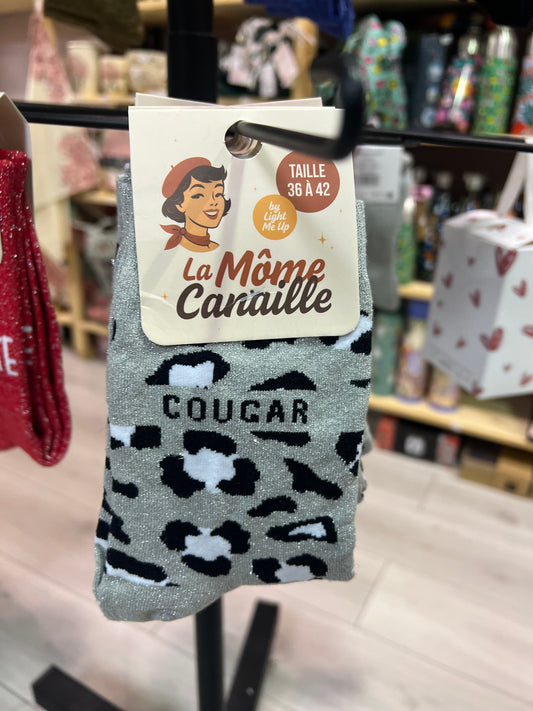 TAILLE
36 À 42
by
Light
Me Up
La Môme
Canaille
COUGAR